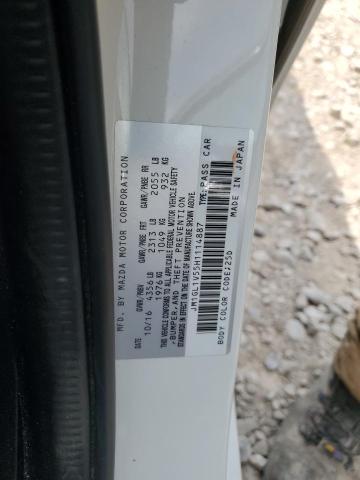 MFD. BY MAZDA MOTOR CORPORATION
DATE GVWR/PNBV GAWR/PNBE FRT GAWR/PNBE RR
10/16 4356 LB 2313 LB 2055 LB
1976 KG 1049 KG 932 KG
THIS VEHICLE CONFORMS TO ALL APPLICABLE FEDERAL MOTOR VEHICLE SAFETY,
BUMPER, AND THEFT PREVENTION
STANDARDS IN EFFECT ON THE DATE OF MANUFACTURE SHOWN ABOVE.
JM1GL1V55H1114887 TYPE: PASS CAR
BODY COLOR CODE: 25D MADE IN JAPAN